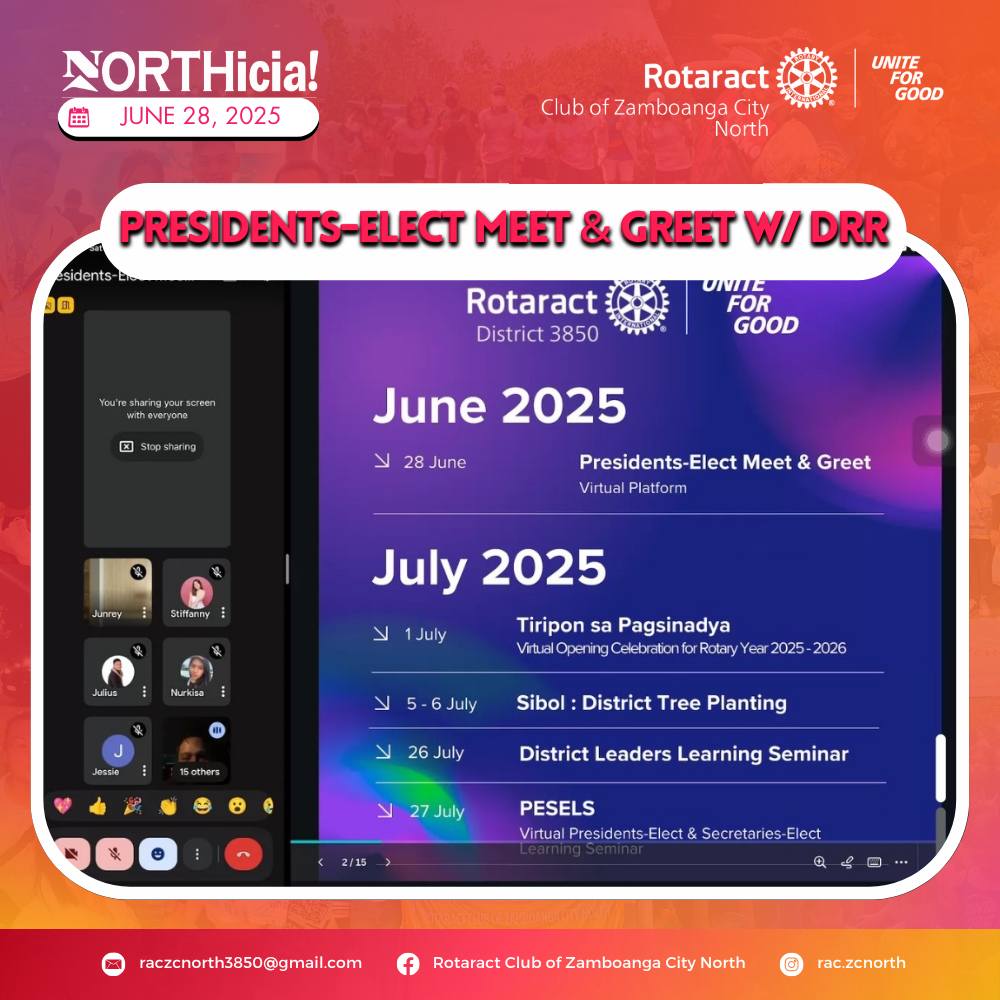 NORTHicia!
JUNE 28, 2025
Rotaract
Club of Zamboanga City
North
UNITE
FOR
GOOD
PRESIDENTS-ELECT MEET & GREET W/ DRR
Rotaract
District 3850
UNITE
FOR
GOOD
You're sharing your screen
with everyone
Stop sharing
Junrey
Stiffanny
Julius
Nurkisa
J
Jessie
15 others
June 2025
28 June
Presidents-Elect Meet & Greet
Virtual Platform
July 2025
1 July
Tiripon sa Pagsinadya
Virtual Opening Celebration for Rotary Year 2025 - 2026
5 - 6 July
Sibol : District Tree Planting
26 July
District Leaders Learning Seminar
27 July
PESELS
Virtual Presidents-Elect & Secretaries-Elect
Learning Seminar
2 / 15
raczcnorth3850@gmail.com
Rotaract Club of Zamboanga City North
rac.zcnorth